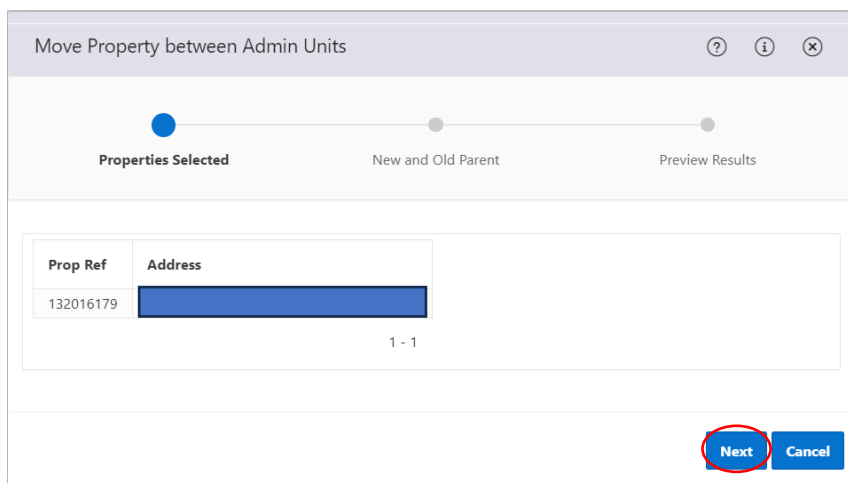 Move Property between Admin Units
Properties Selected
New and Old Parent
Preview Results
Prop Ref Address
132016179
1 - 1
Next Cancel